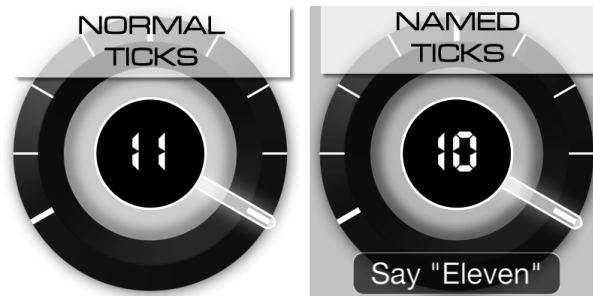 NORMAL
TICKS
11
NAMED
TICKS
10
Say "Eleven"